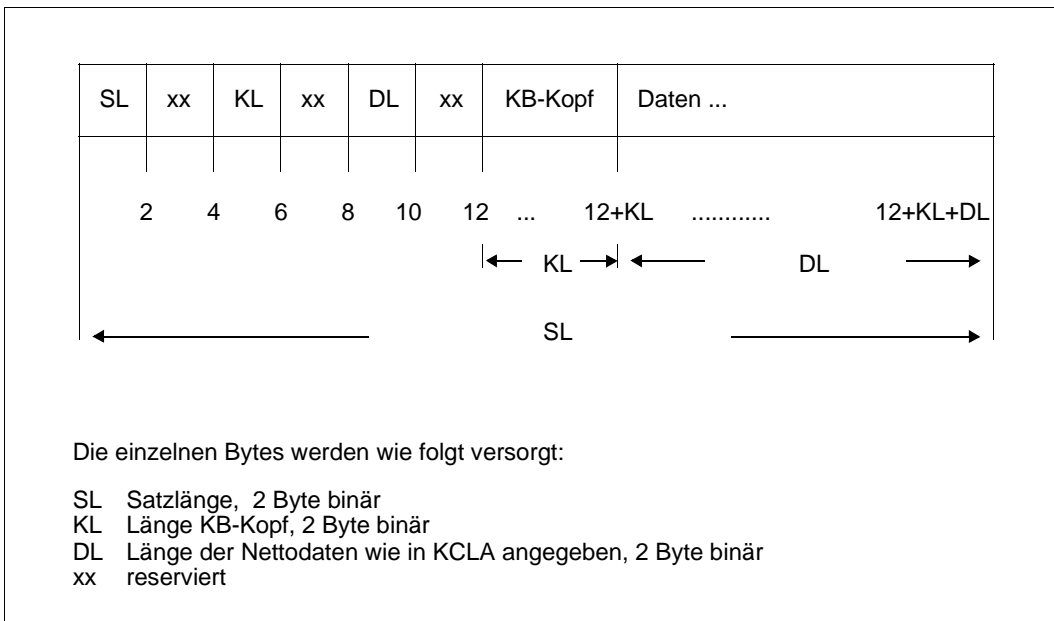 SL xx KL xx DL xx KB-Kopf Daten ...
2 4 6 8 10 12 ... 12+KL ............ 12+KL+DL
KL DL
SL
Die einzelnen Bytes werden wie folgt versorgt:
SL Satzlänge, 2 Byte binär
KL Länge KB-Kopf, 2 Byte binär
DL Länge der Nettodaten wie in KCLA angegeben, 2 Byte binär
xx reserviert